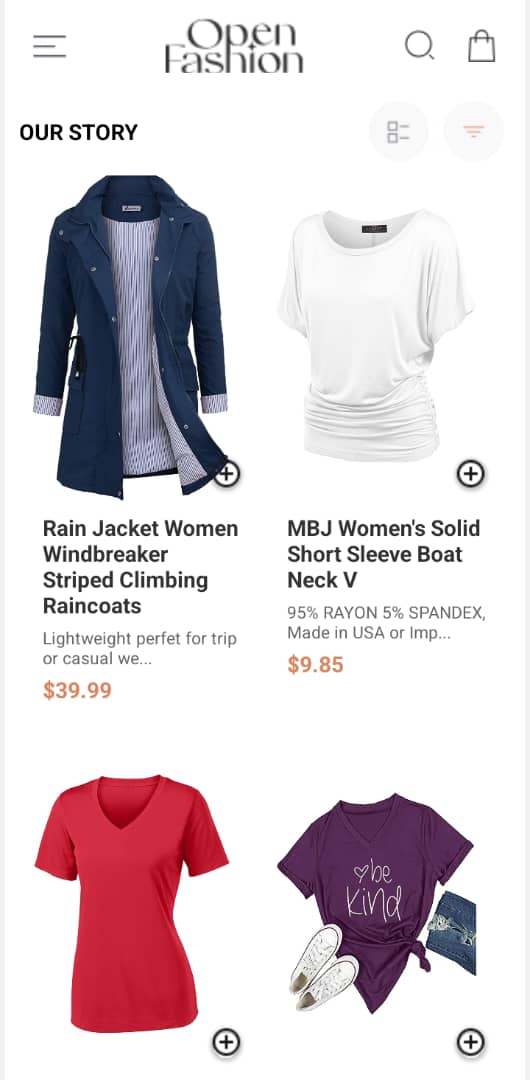 Open
Fashion
OUR STORY
Rain Jacket Women
Windbreaker
Striped Climbing
Raincoats
Lightweight perfet for trip
or casual we...
$39.99
MBJ Women's Solid
Short Sleeve Boat
Neck V
95% RAYON 5% SPANDEX,
Made in USA or Imp...
$9.85
be
kind